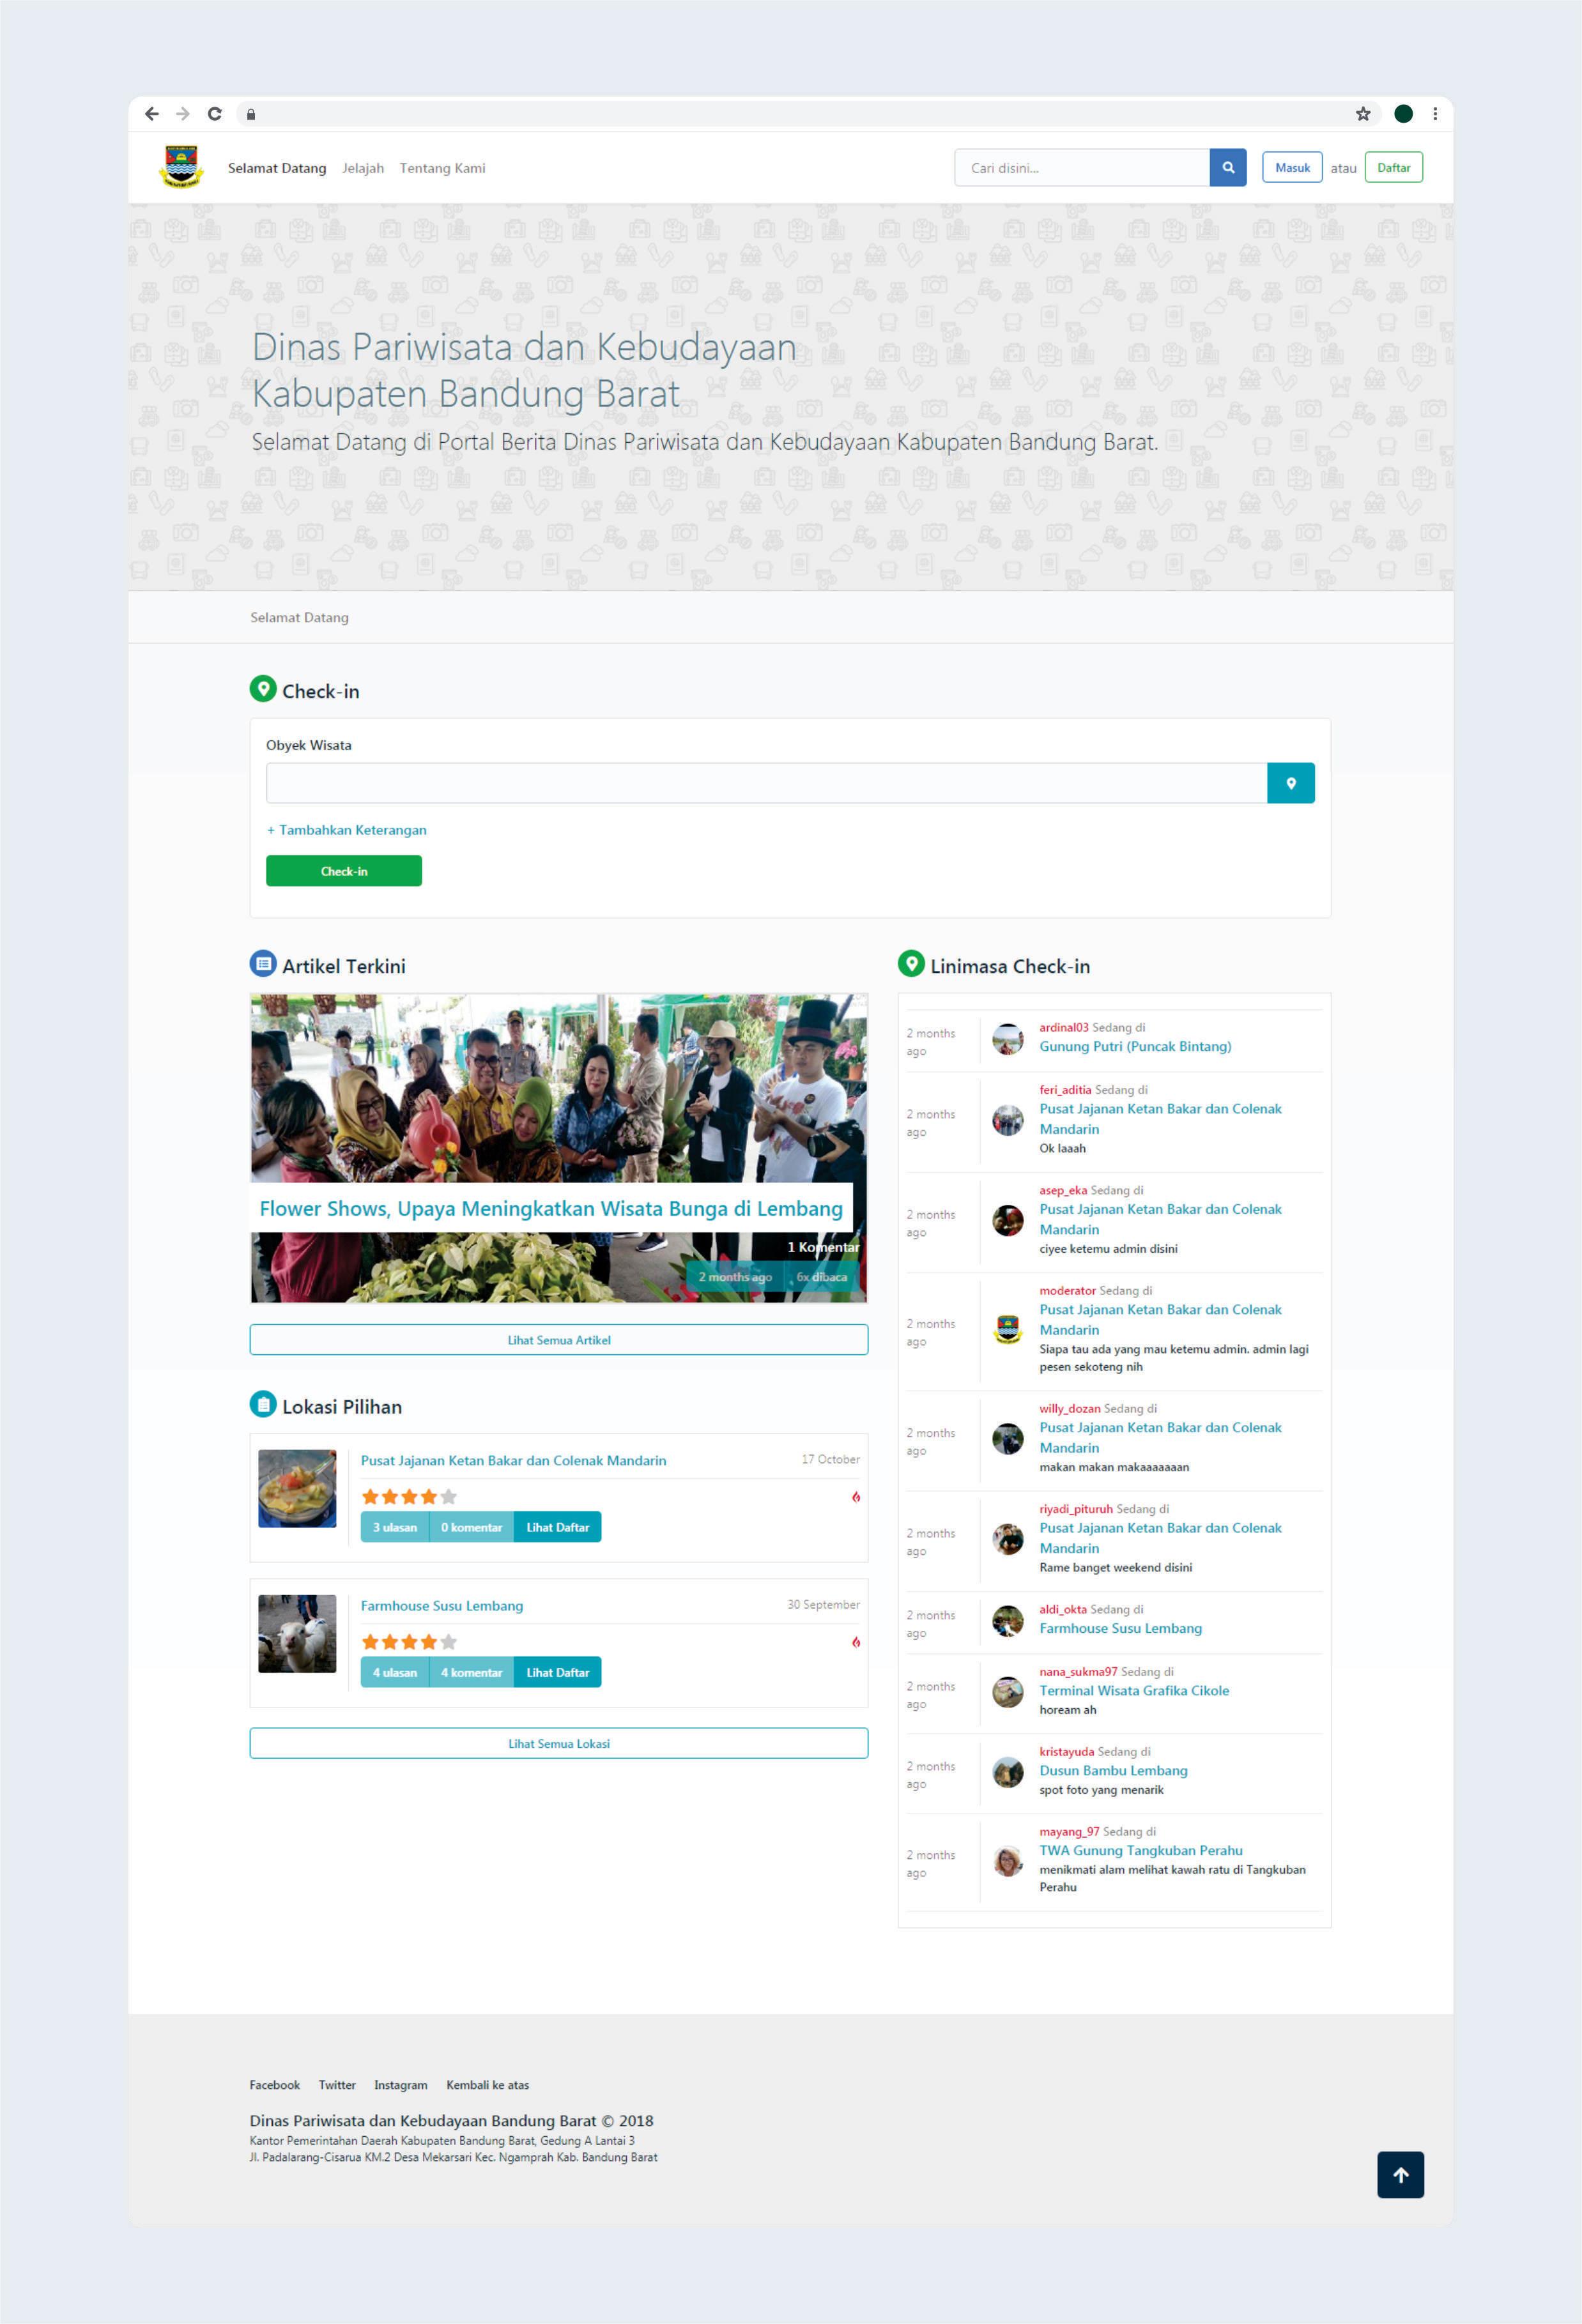 Selamat Datang Jelajah Tentang Kami
Cari disini...
Masuk atau Daftar
Dinas Pariwisata dan Kebudayaan
Kabupaten Bandung Barat
Selamat Datang di Portal Berita Dinas Pariwisata dan Kebudayaan Kabupaten Bandung Barat.
Selamat Datang
Check-in
Obyek Wisata
+ Tambahkan Keterangan
Check-in
Artikel Terkini
Flower Shows, Upaya Meningkatkan Wisata Bunga di Lembang
1 Komentar
2 months ago 6x dibaca
Lihat Semua Artikel
Lokasi Pilihan
Pusat Jajanan Ketan Bakar dan Colenak Mandarin 17 October
3 ulasan 0 komentar Lihat Daftar
Farmhouse Susu Lembang 30 September
4 ulasan 4 komentar Lihat Daftar
Lihat Semua Lokasi
Linimasa Check-in
2 months
ago
ardinal03 Sedang di
Gunung Putri (Puncak Bintang)
2 months
ago
feri_aditia Sedang di
Pusat Jajanan Ketan Bakar dan Colenak
Mandarin
Ok laaah
2 months
ago
asep_eka Sedang di
Pusat Jajanan Ketan Bakar dan Colenak
Mandarin
ciyee ketemu admin disini
2 months
ago
moderator Sedang di
Pusat Jajanan Ketan Bakar dan Colenak
Mandarin
Siapa tau ada yang mau ketemu admin. admin lagi
pesen sekoteng nih
2 months
ago
willy_dozan Sedang di
Pusat Jajanan Ketan Bakar dan Colenak
Mandarin
makan makan makaaaaaaan
2 months
ago
riyadi_pituruh Sedang di
Pusat Jajanan Ketan Bakar dan Colenak
Mandarin
Rame banget weekend disini
2 months
ago
aldi_okta Sedang di
Farmhouse Susu Lembang
2 months
ago
nana_sukma97 Sedang di
Terminal Wisata Grafika Cikole
hoream ah
2 months
ago
kristayuda Sedang di
Dusun Bambu Lembang
spot foto yang menarik
2 months
ago
mayang_97 Sedang di
TWA Gunung Tangkuban Perahu
menikmati alam melihat kawah ratu di Tangkuban
Perahu
Facebook Twitter Instagram Kembali ke atas
Dinas Pariwisata dan Kebudayaan Bandung Barat © 2018
Kantor Pemerintahan Daerah Kabupaten Bandung Barat, Gedung A Lantai 3
Jl. Padalarang-Cisarua KM.2 Desa Mekarsari Kec. Ngamprah Kab. Bandung Barat